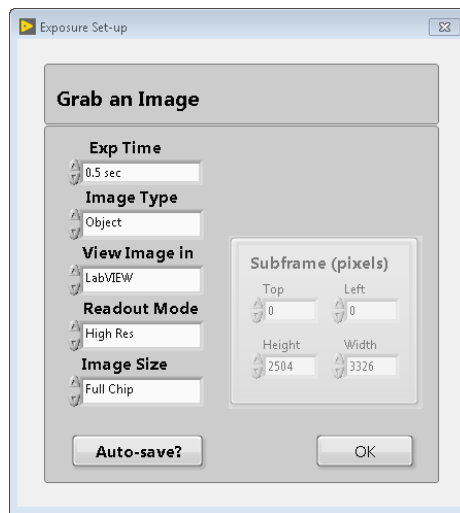 Exposure Set-up
Grab an Image
Exp Time
0.5 sec
Image Type
Object
View Image in
LabVIEW
Readout Mode
High Res
Image Size
Full Chip
Subframe (pixels)
Top Left
0 0
Height Width
2504 3326
Auto-save? OK